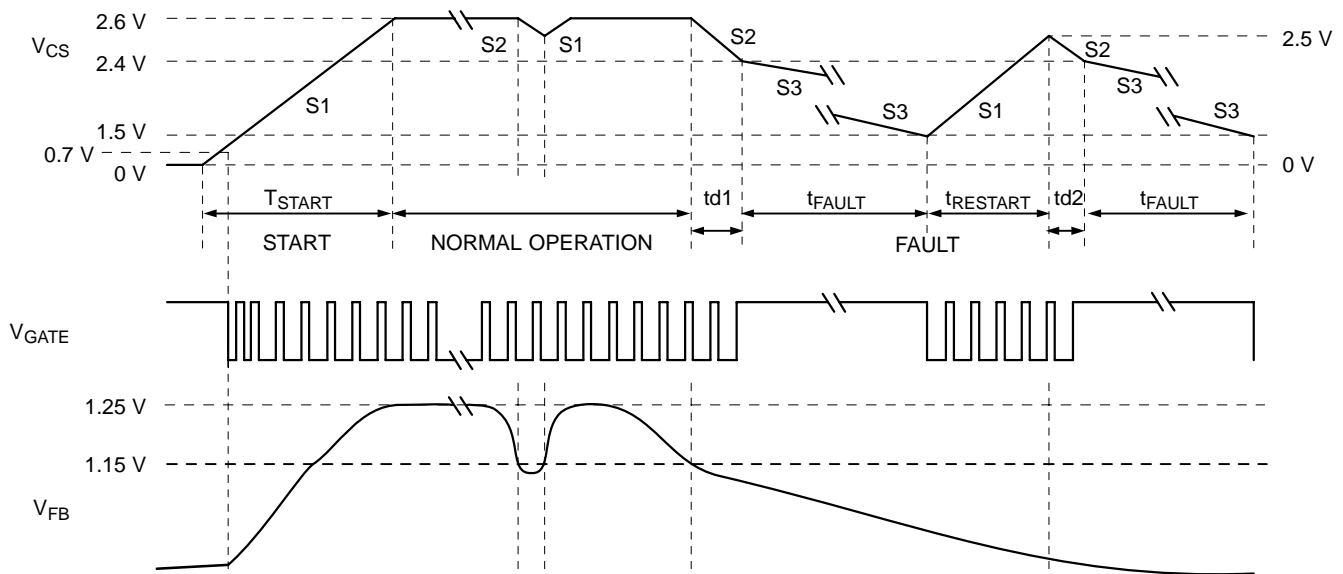 2.6 V
VCS
S2
S1
S2
S2
2.5 V
2.4 V
S3
S3
S1
S3
S1
S3
1.5 V
0.7 V
0 V
0 V
TSTART
td1
tFAULT
tRESTART
td2
tFAULT
START
NORMAL OPERATION
FAULT
VGATE
1.25 V
1.15 V
VFB